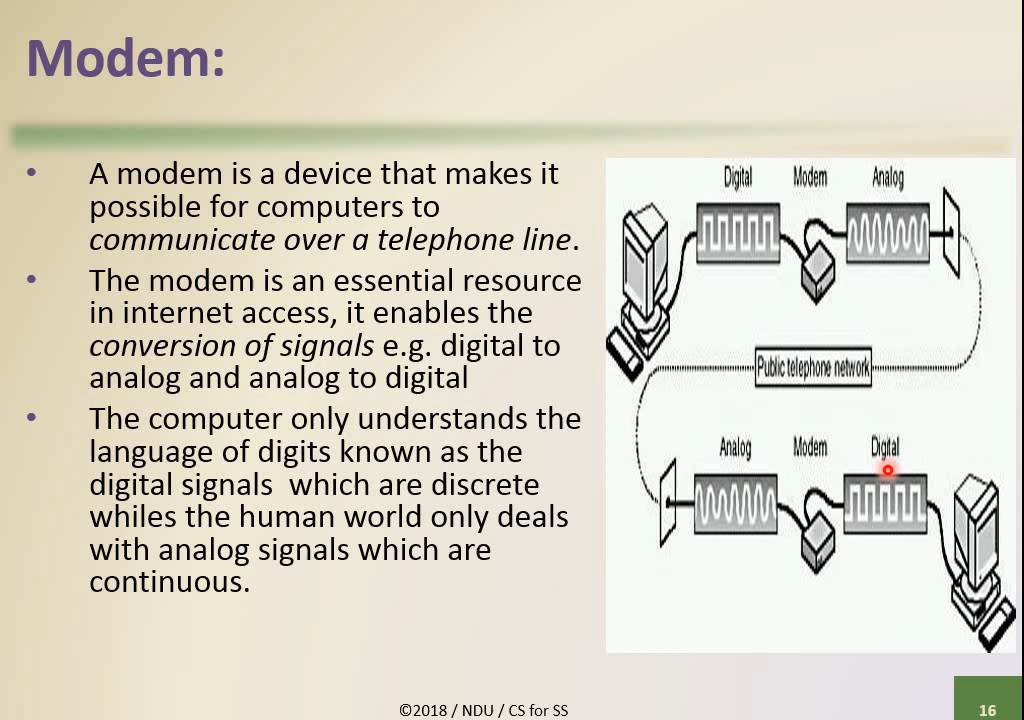 Modem:
• A modem is a device that makes it
possible for computers to
communicate over a telephone line.
• The modem is an essential resource
in internet access, it enables the
conversion of signals e.g. digital to
analog and analog to digital
• The computer only understands the
language of digits known as the
digital signals  which are discrete
whiles the human world only deals
with analog signals which are
continuous.
Digital Modem Analog
Public telephone network
Analog Modem Digital
©2018 / NDU / CS for SS
16